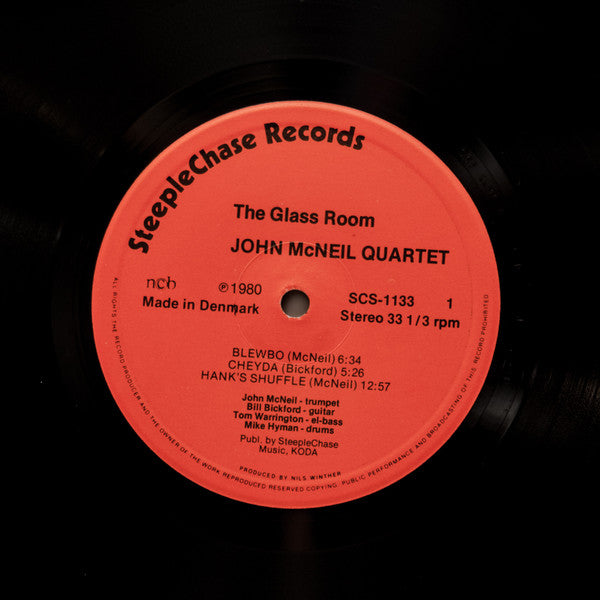 SteepleChase Records
The Glass Room
JOHN McNEIL QUARTET
ncb ℗ 1980 SCS-1133 1
Made in Denmark Stereo 33 1/3 rpm
BLEWBO (McNeil) 6:34
CHEYDA (Bickford) 5:26
HANK'S SHUFFLE (McNeil) 12:57
John McNeil - trumpet
Bill Bickford - guitar
Tom Warrington - el-bass
Mike Hyman - drums
Publ. by SteepleChase
Music, KODA
PRODUCED BY NILS WINTHER
ALL RIGHTS THE RECORD PRODUCER AND THE OWNER OF THE WORK REPRODUCED RESERVED COPYING. PUBLIC PERFORMANCE AND BROADCASTING OF THIS RECORD PROHIBITED